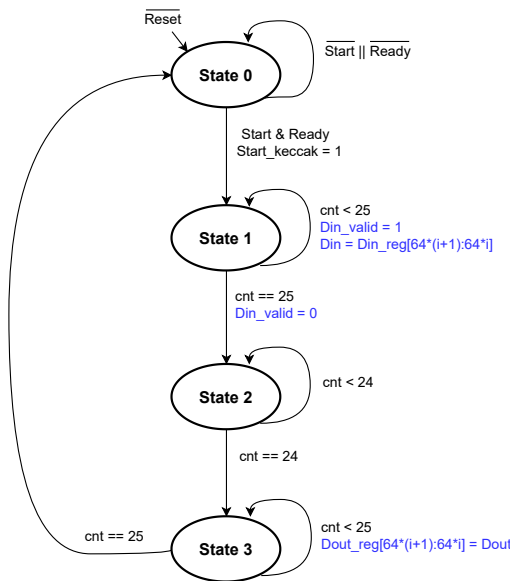 Reset
State 0
Start || Ready
Start & Ready
Start_keccak = 1
State 1
cnt < 25
Din_valid = 1
Din = Din_reg[64*(i+1):64*i]
cnt == 25
Din_valid = 0
State 2
cnt < 24
cnt == 24
State 3
cnt < 25
Dout_reg[64*(i+1):64*i] = Dout
cnt == 25